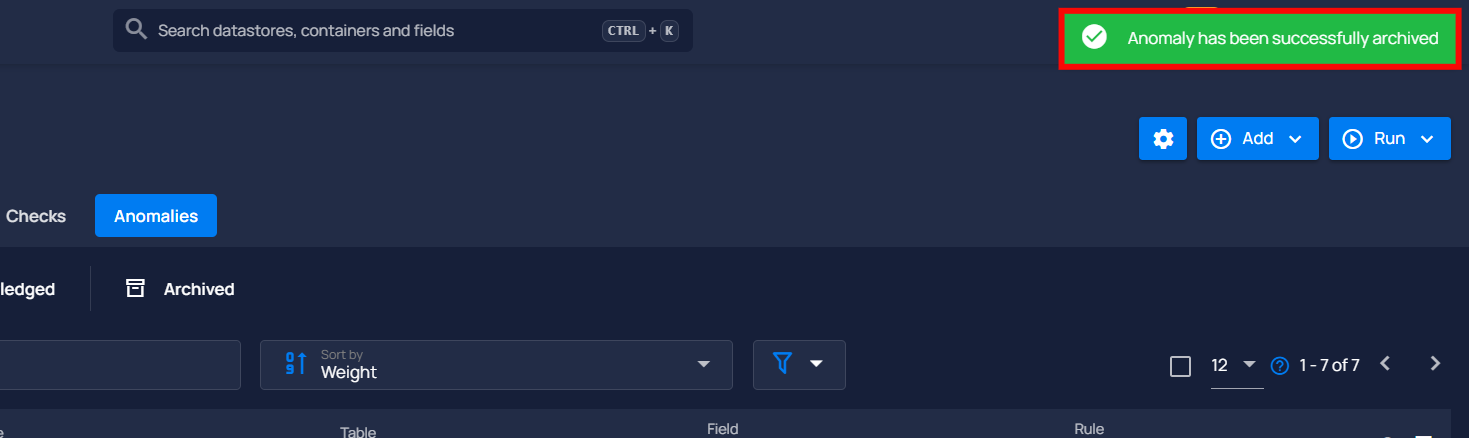 Search datastores, containers and fields CTRL + K
Anomaly has been successfully archived
Add Run
Checks Anomalies
ledged Archived
Sort by
Weight
12 1 - 7 of 7
Table Field Rule